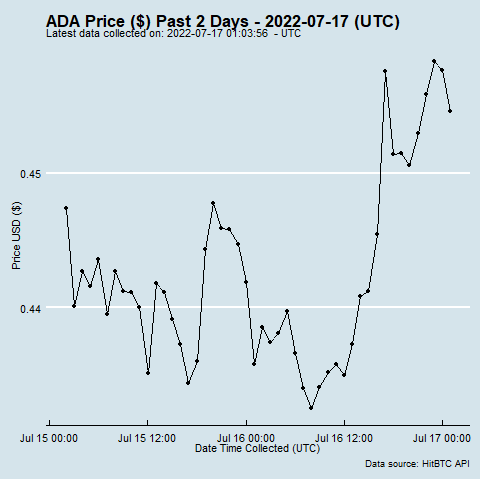 ADA Price ($) Past 2 Days - 2022-07-17 (UTC)
Latest data collected on: 2022-07-17 01:03:56 - UTC
0.45
Price USD ($)
0.44
Jul 15 00:00 Jul 15 12:00 Jul 16 00:00 Jul 16 12:00 Jul 17 00:00
Date Time Collected (UTC)
Data source: HitBTC API